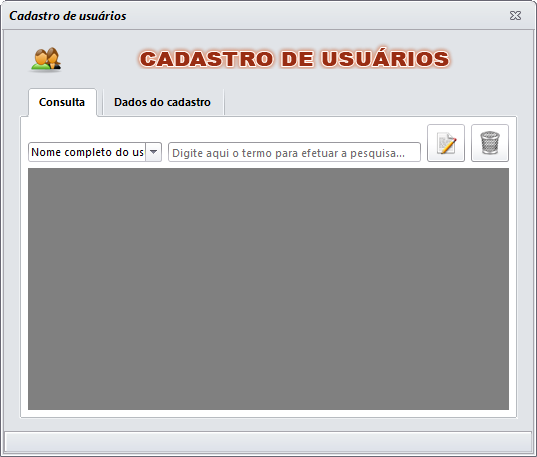 Cadastro de usuários
CADASTRO DE USUÁRIOS
Consulta Dados do cadastro
Nome completo do us Digite aqui o termo para efetuar a pesquisa...